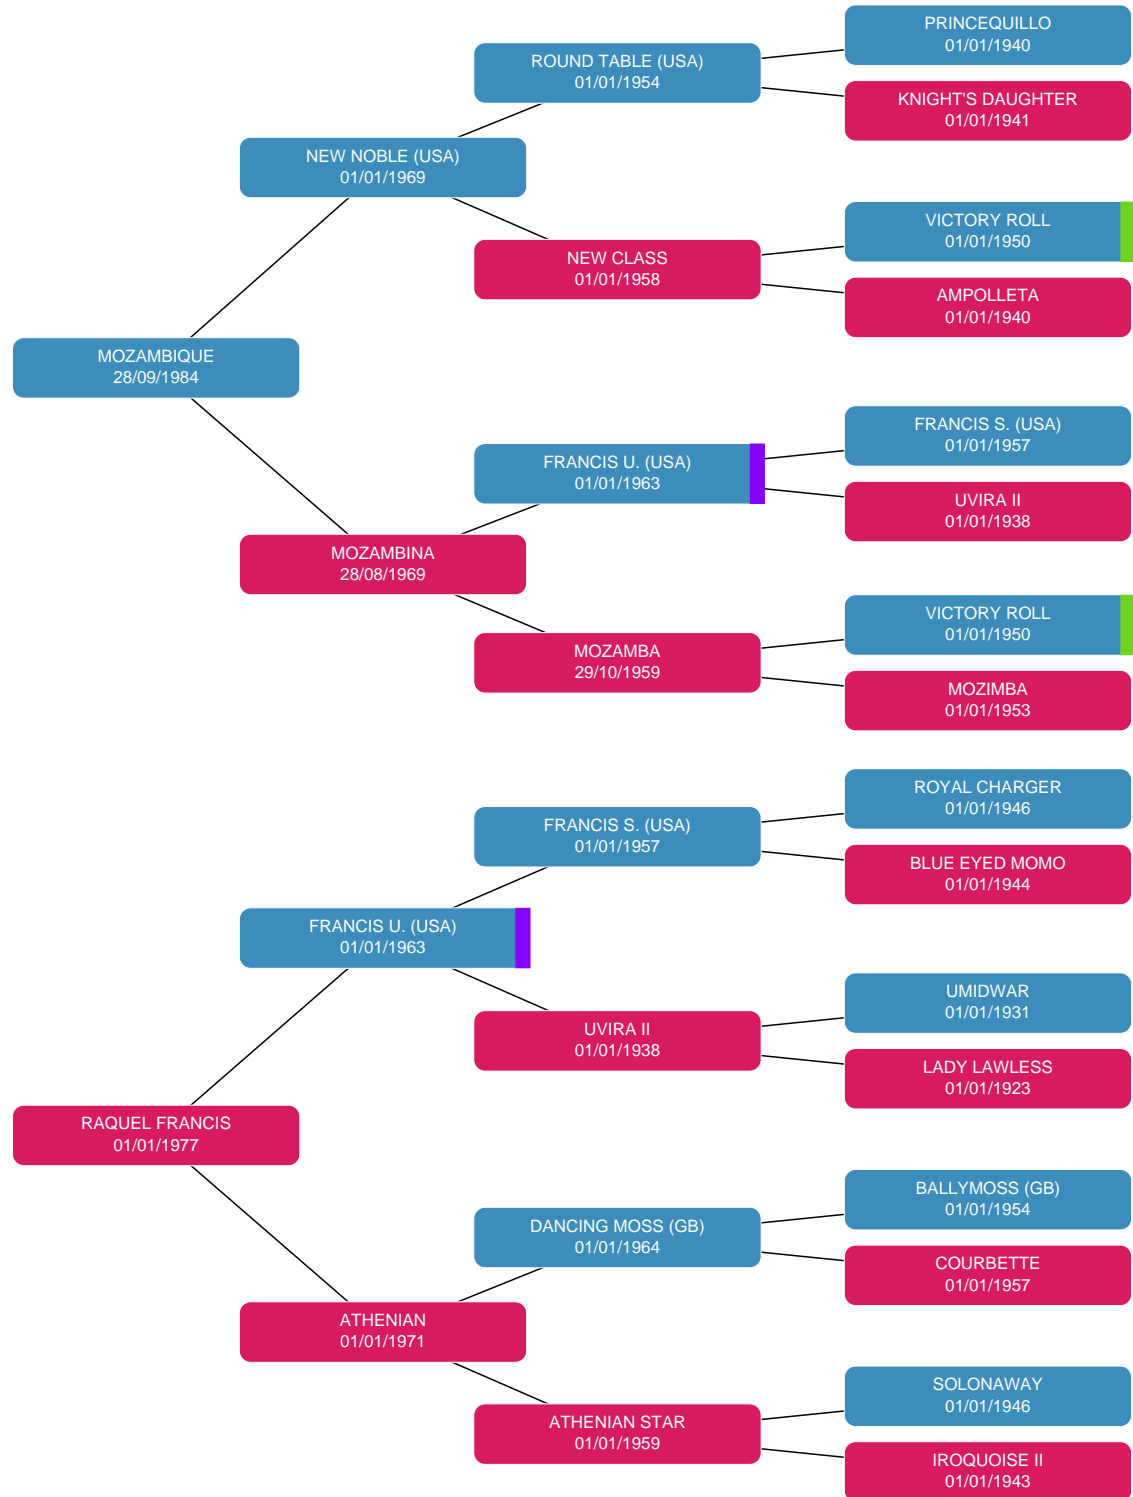 PRINCEQUILLO
01/01/1940
ROUND TABLE (USA)
01/01/1954
KNIGHT'S DAUGHTER
01/01/1941
NEW NOBLE (USA)
01/01/1969
VICTORY ROLL
01/01/1950
NEW CLASS
01/01/1958
AMPOLLETA
01/01/1940
MOZAMBIQUE
28/09/1984
FRANCIS S. (USA)
01/01/1957
FRANCIS U. (USA)
01/01/1963
UVIRA II
01/01/1938
MOZAMBINA
28/08/1969
VICTORY ROLL
01/01/1950
MOZAMBA
29/10/1959
MOZIMBA
01/01/1953
ROYAL CHARGER
01/01/1946
FRANCIS S. (USA)
01/01/1957
BLUE EYED MOMO
01/01/1944
FRANCIS U. (USA)
01/01/1963
UMIDWAR
01/01/1931
UVIRA II
01/01/1938
LADY LAWLESS
01/01/1923
RAQUEL FRANCIS
01/01/1977
BALLYMOSS (GB)
01/01/1954
DANCING MOSS (GB)
01/01/1964
COURBETTE
01/01/1957
ATHENIAN
01/01/1971
SOLONAWAY
01/01/1946
ATHENIAN STAR
01/01/1959
IROQUOISE II
01/01/1943